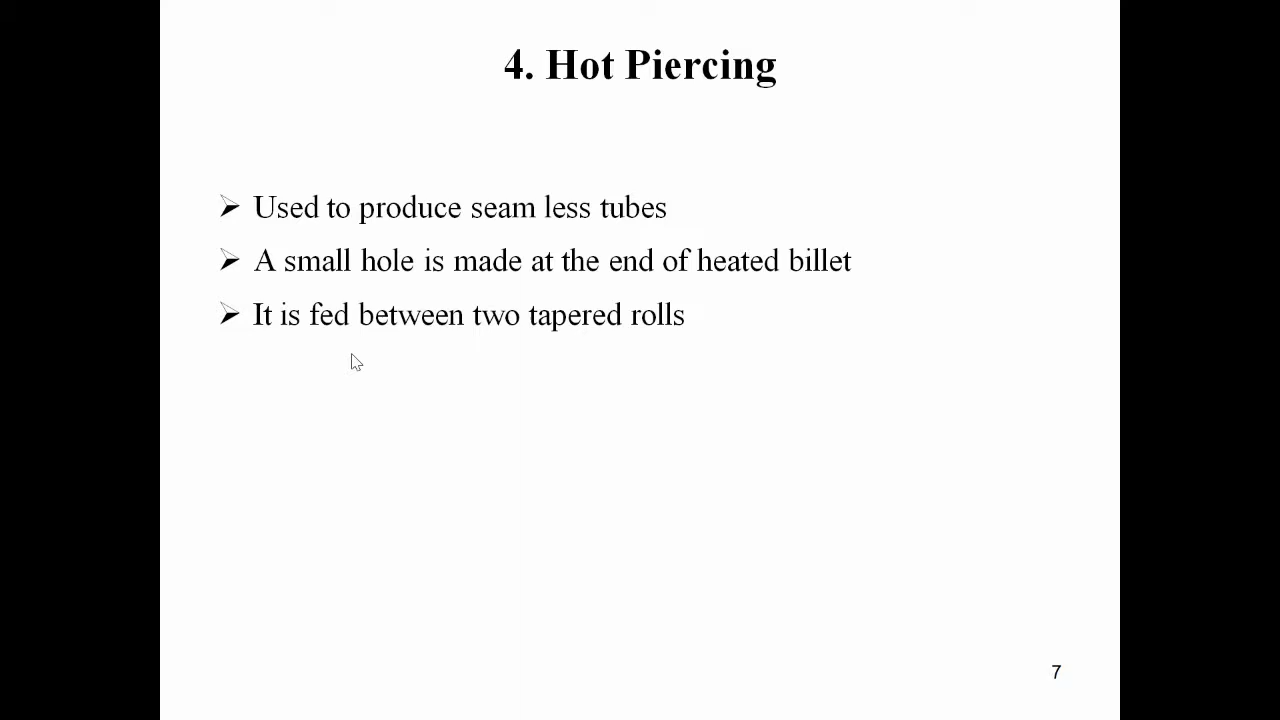 4. Hot Piercing
➢ Used to produce seam less tubes
➢ A small hole is made at the end of heated billet
➢ It is fed between two tapered rolls
7